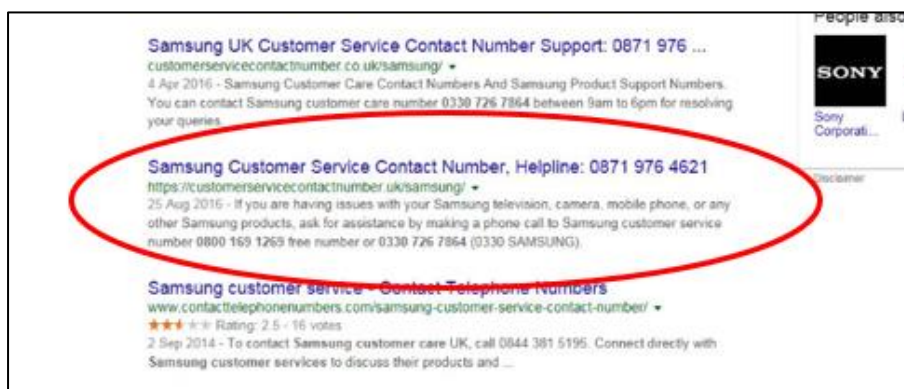 People also
Samsung UK Customer Service Contact Number Support: 0871 976 ...
customerservicecontactnumber.co.uk/samsung/
4 Apr 2016 - Samsung Customer Care Contact Numbers And Samsung Product Support Numbers.
You can contact Samsung customer care number 0330 726 7864 between 9am to 6pm for resolving
your queries.
SONY
Sony
Corporati...
Samsung Customer Service Contact Number, Helpline: 0871 976 4621
https://customerservicecontactnumber.uk/samsung/
25 Aug 2016 - If you are having issues with your Samsung television, camera, mobile phone, or any
other Samsung products, ask for assistance by making a phone call to Samsung customer service
number 0800 169 1269 free number or 0330 726 7864 (0330 SAMSUNG).
Disclaimer
Samsung customer service - Contact Telephone Numbers
www.contacttelephonenumbers.com/samsung-customer-service-contact-number/
Rating: 2.5 - 16 votes
2 Sep 2014 - To contact Samsung customer care UK, call 0844 381 5195. Connect directly with
Samsung customer services to discuss their products and ...